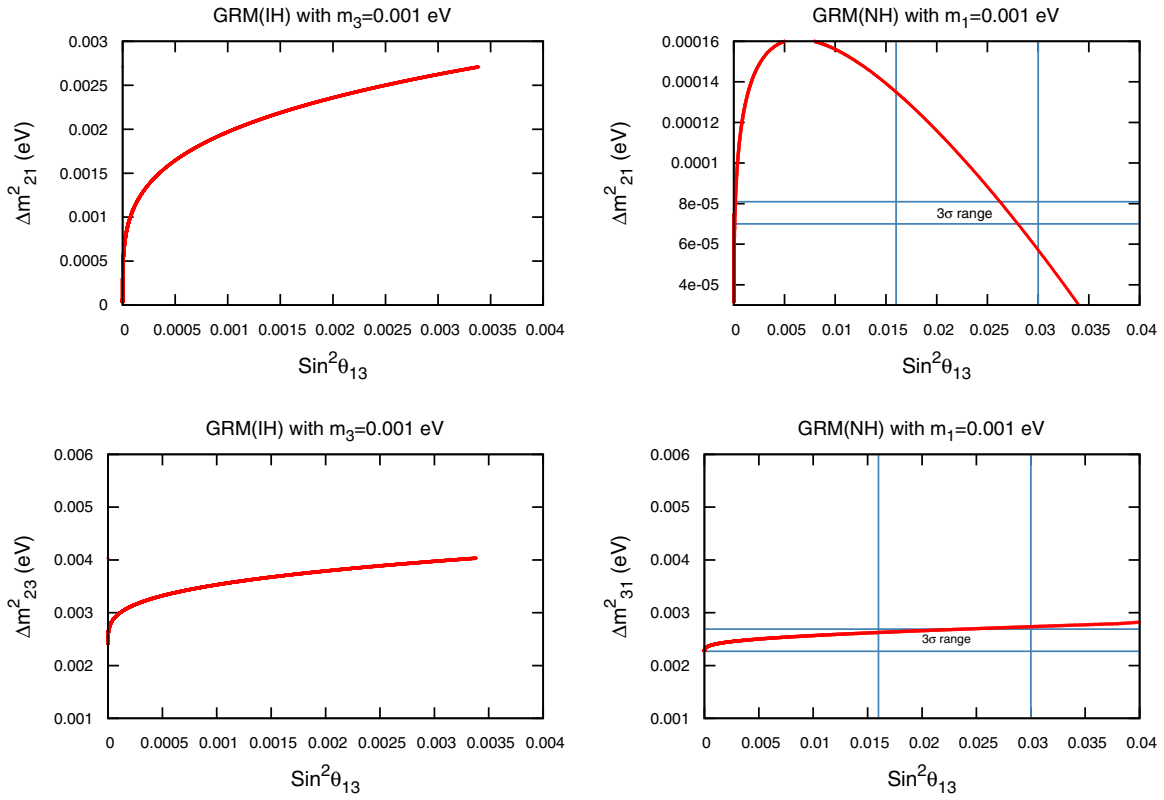 GRM(IH) with m3=0.001 eV
Δm²21 (eV)
0.003
0.0025
0.002
0.0015
0.001
0.0005
0
0 0.0005 0.001 0.0015 0.002 0.0025 0.003 0.0035 0.004
Sin²θ13
GRM(NH) with m1=0.001 eV
Δm²21 (eV)
0.00016
0.00014
0.00012
0.0001
8e-05
3σ range
6e-05
4e-05
0 0.005 0.01 0.015 0.02 0.025 0.03 0.035 0.04
Sin²θ13
GRM(IH) with m3=0.001 eV
Δm²23 (eV)
0.006
0.005
0.004
0.003
0.002
0.001
0 0.0005 0.001 0.0015 0.002 0.0025 0.003 0.0035 0.004
Sin²θ13
GRM(NH) with m1=0.001 eV
Δm²31 (eV)
0.006
0.005
0.004
0.003
3σ range
0.002
0.001
0 0.005 0.01 0.015 0.02 0.025 0.03 0.035 0.04
Sin²θ13